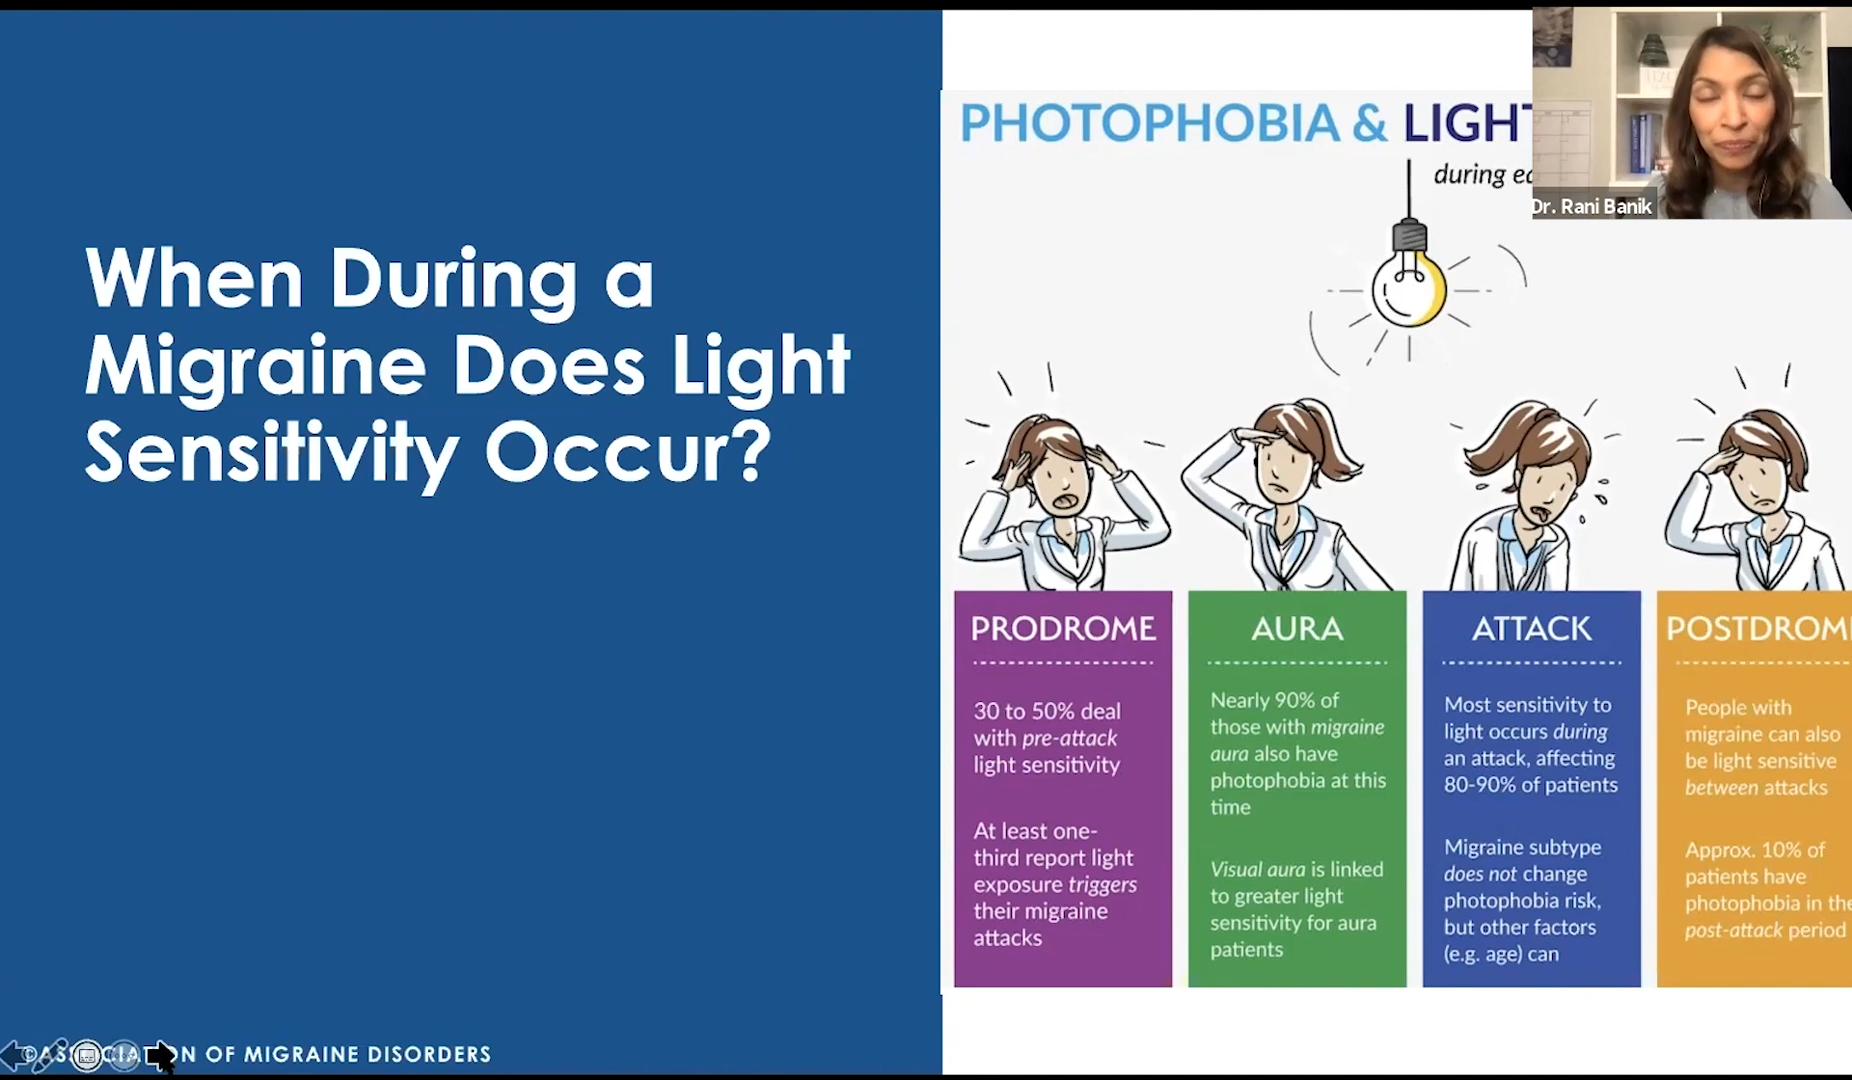 When During a
Migraine Does Light
Sensitivity Occur?
PHOTOPHOBIA & LIGHT
during
Dr. Rani Banik
PRODROME
30 to 50% deal
with pre-attack
light sensitivity
At least one-
third report light
exposure triggers
their migraine
attacks
AURA
Nearly 90% of
those with migraine
aura also have
photophobia at this
time
Visual aura is linked
to greater light
sensitivity for aura
patients
ATTACK
Most sensitivity to
light occurs during
an attack, affecting
80-90% of patients
Migraine subtype
does not change
photophobia risk,
but other factors
(e.g. age) can
POSTDROME
People with
migraine can also
be light sensitive
between attacks
Approx. 10% of
patients have
photophobia in the
post-attack period
©ASSOCIATION OF MIGRAINE DISORDERS